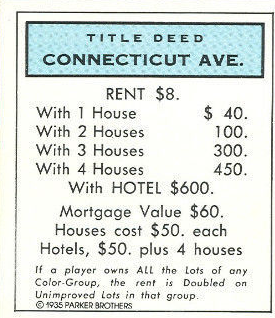 TITLE DEED
CONNECTICUT AVE.
RENT $8.
With 1 House $ 40.
With 2 Houses 100.
With 3 Houses 300.
With 4 Houses 450.
With HOTEL $600.
Mortgage Value $60.
Houses cost $50. each
Hotels, $50. plus 4 houses
If a player owns ALL the Lots of any
Color-Group, the rent is Doubled on
Unimproved Lots in that group.
© 1935 PARKER BROTHERS